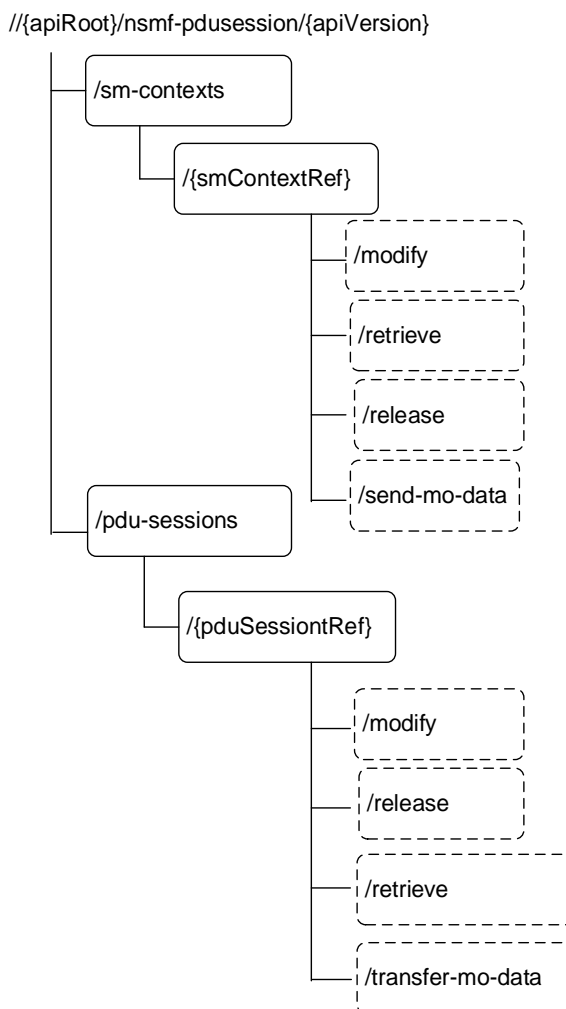 //{apiRoot}/nsmf-pdusession/{apiVersion}
/sm-contexts
/{smContextRef}
/modify
/retrieve
/release
/send-mo-data
/pdu-sessions
/{pduSessiontRef}
/modify
/release
/retrieve
/transfer-mo-data